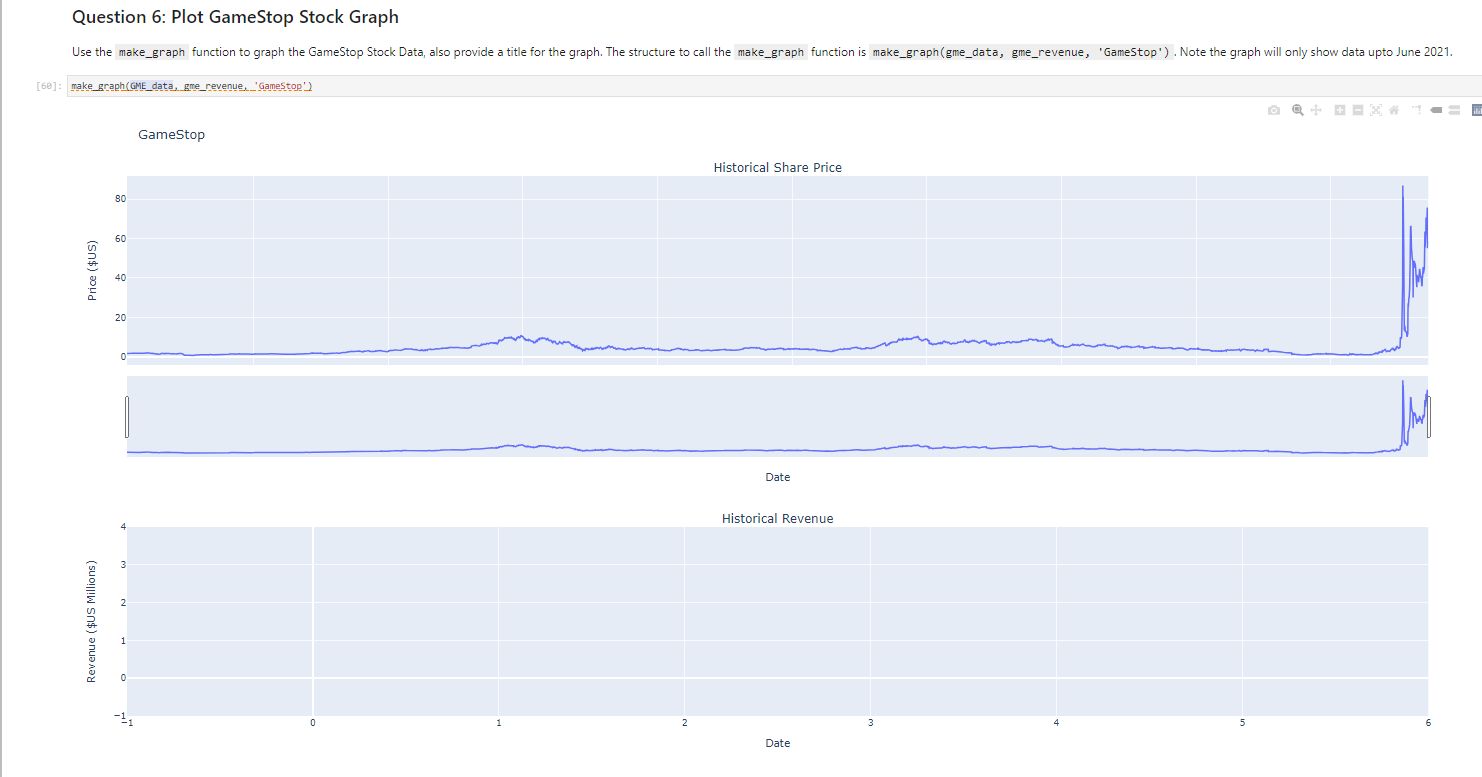 Question 6: Plot GameStop Stock Graph
Use the make_graph function to graph the GameStop Stock Data, also provide a title for the graph. The structure to call the make_graph function is make_graph(gme_data, gme_revenue, 'GameStop') . Note the graph will only show data upto June 2021.
[60]: make_graph(GME_data, gme_revenue, 'GameStop')
GameStop
Historical Share Price
80
60
40
20
0
Price ($US)
Date
Historical Revenue
4
3
2
1
0
−1
Revenue ($US Millions)
−1 0 1 2 3 4 5 6
Date